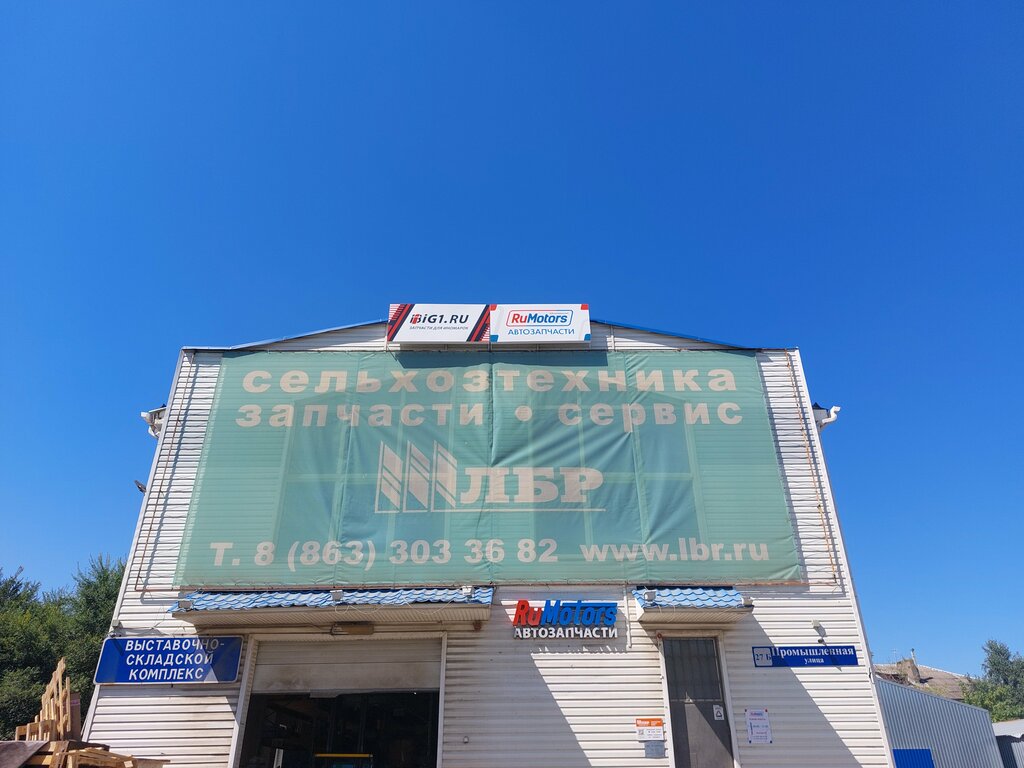 BiG1.RU
ЗАПЧАСТИ ДЛЯ ИНОМАРОК
RuMotors
АВТОЗАПЧАСТИ
сельхозтехника
запчасти • сервис
ЛБР
Т. 8 (863) 303 36 82 www.lbr.ru
RuMotors
АВТОЗАПЧАСТИ
ВЫСТАВОЧНО-
СКЛАДСКОЙ
КОМПЛЕКС
27 Б
Промышленная
улица